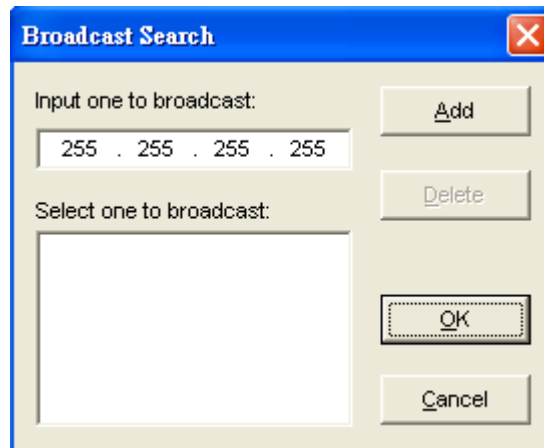 Broadcast Search
Input one to broadcast:
Add
255 . 255 . 255 . 255
Delete
Select one to broadcast:
OK
Cancel